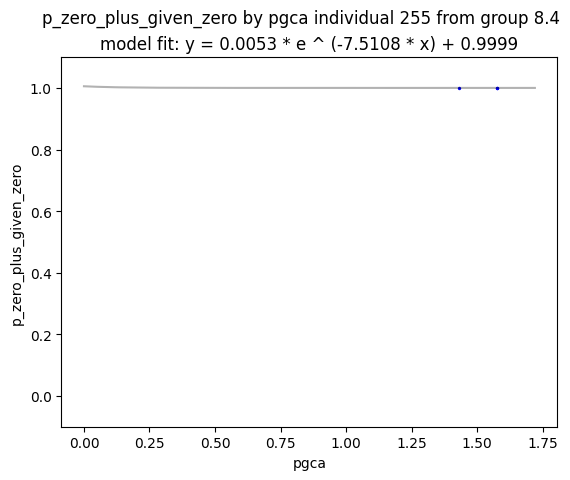 p_zero_plus_given_zero by pgca individual 255 from group 8.4
model fit: y = 0.0053 * e ^ (-7.5108 * x) + 0.9999
1.0
0.8
0.6
0.4
0.2
0.0
p_zero_plus_given_zero
0.00 0.25 0.50 0.75 1.00 1.25 1.50 1.75
pgca